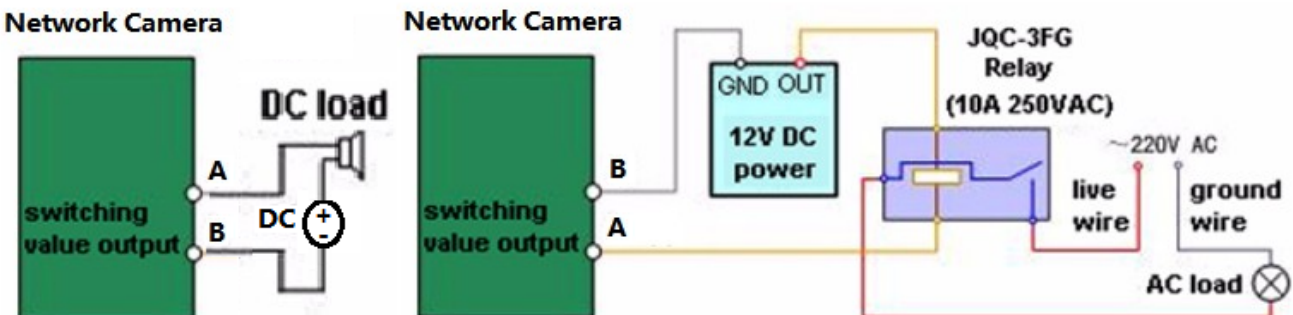 Network Camera
DC load
A
switching
value output
B
DC
+
-
Network Camera
B
switching
value output
A
GND OUT
12V DC
power
JQC-3FG
Relay
(10A 250VAC)
~220V AC
live
wire
ground
wire
AC load